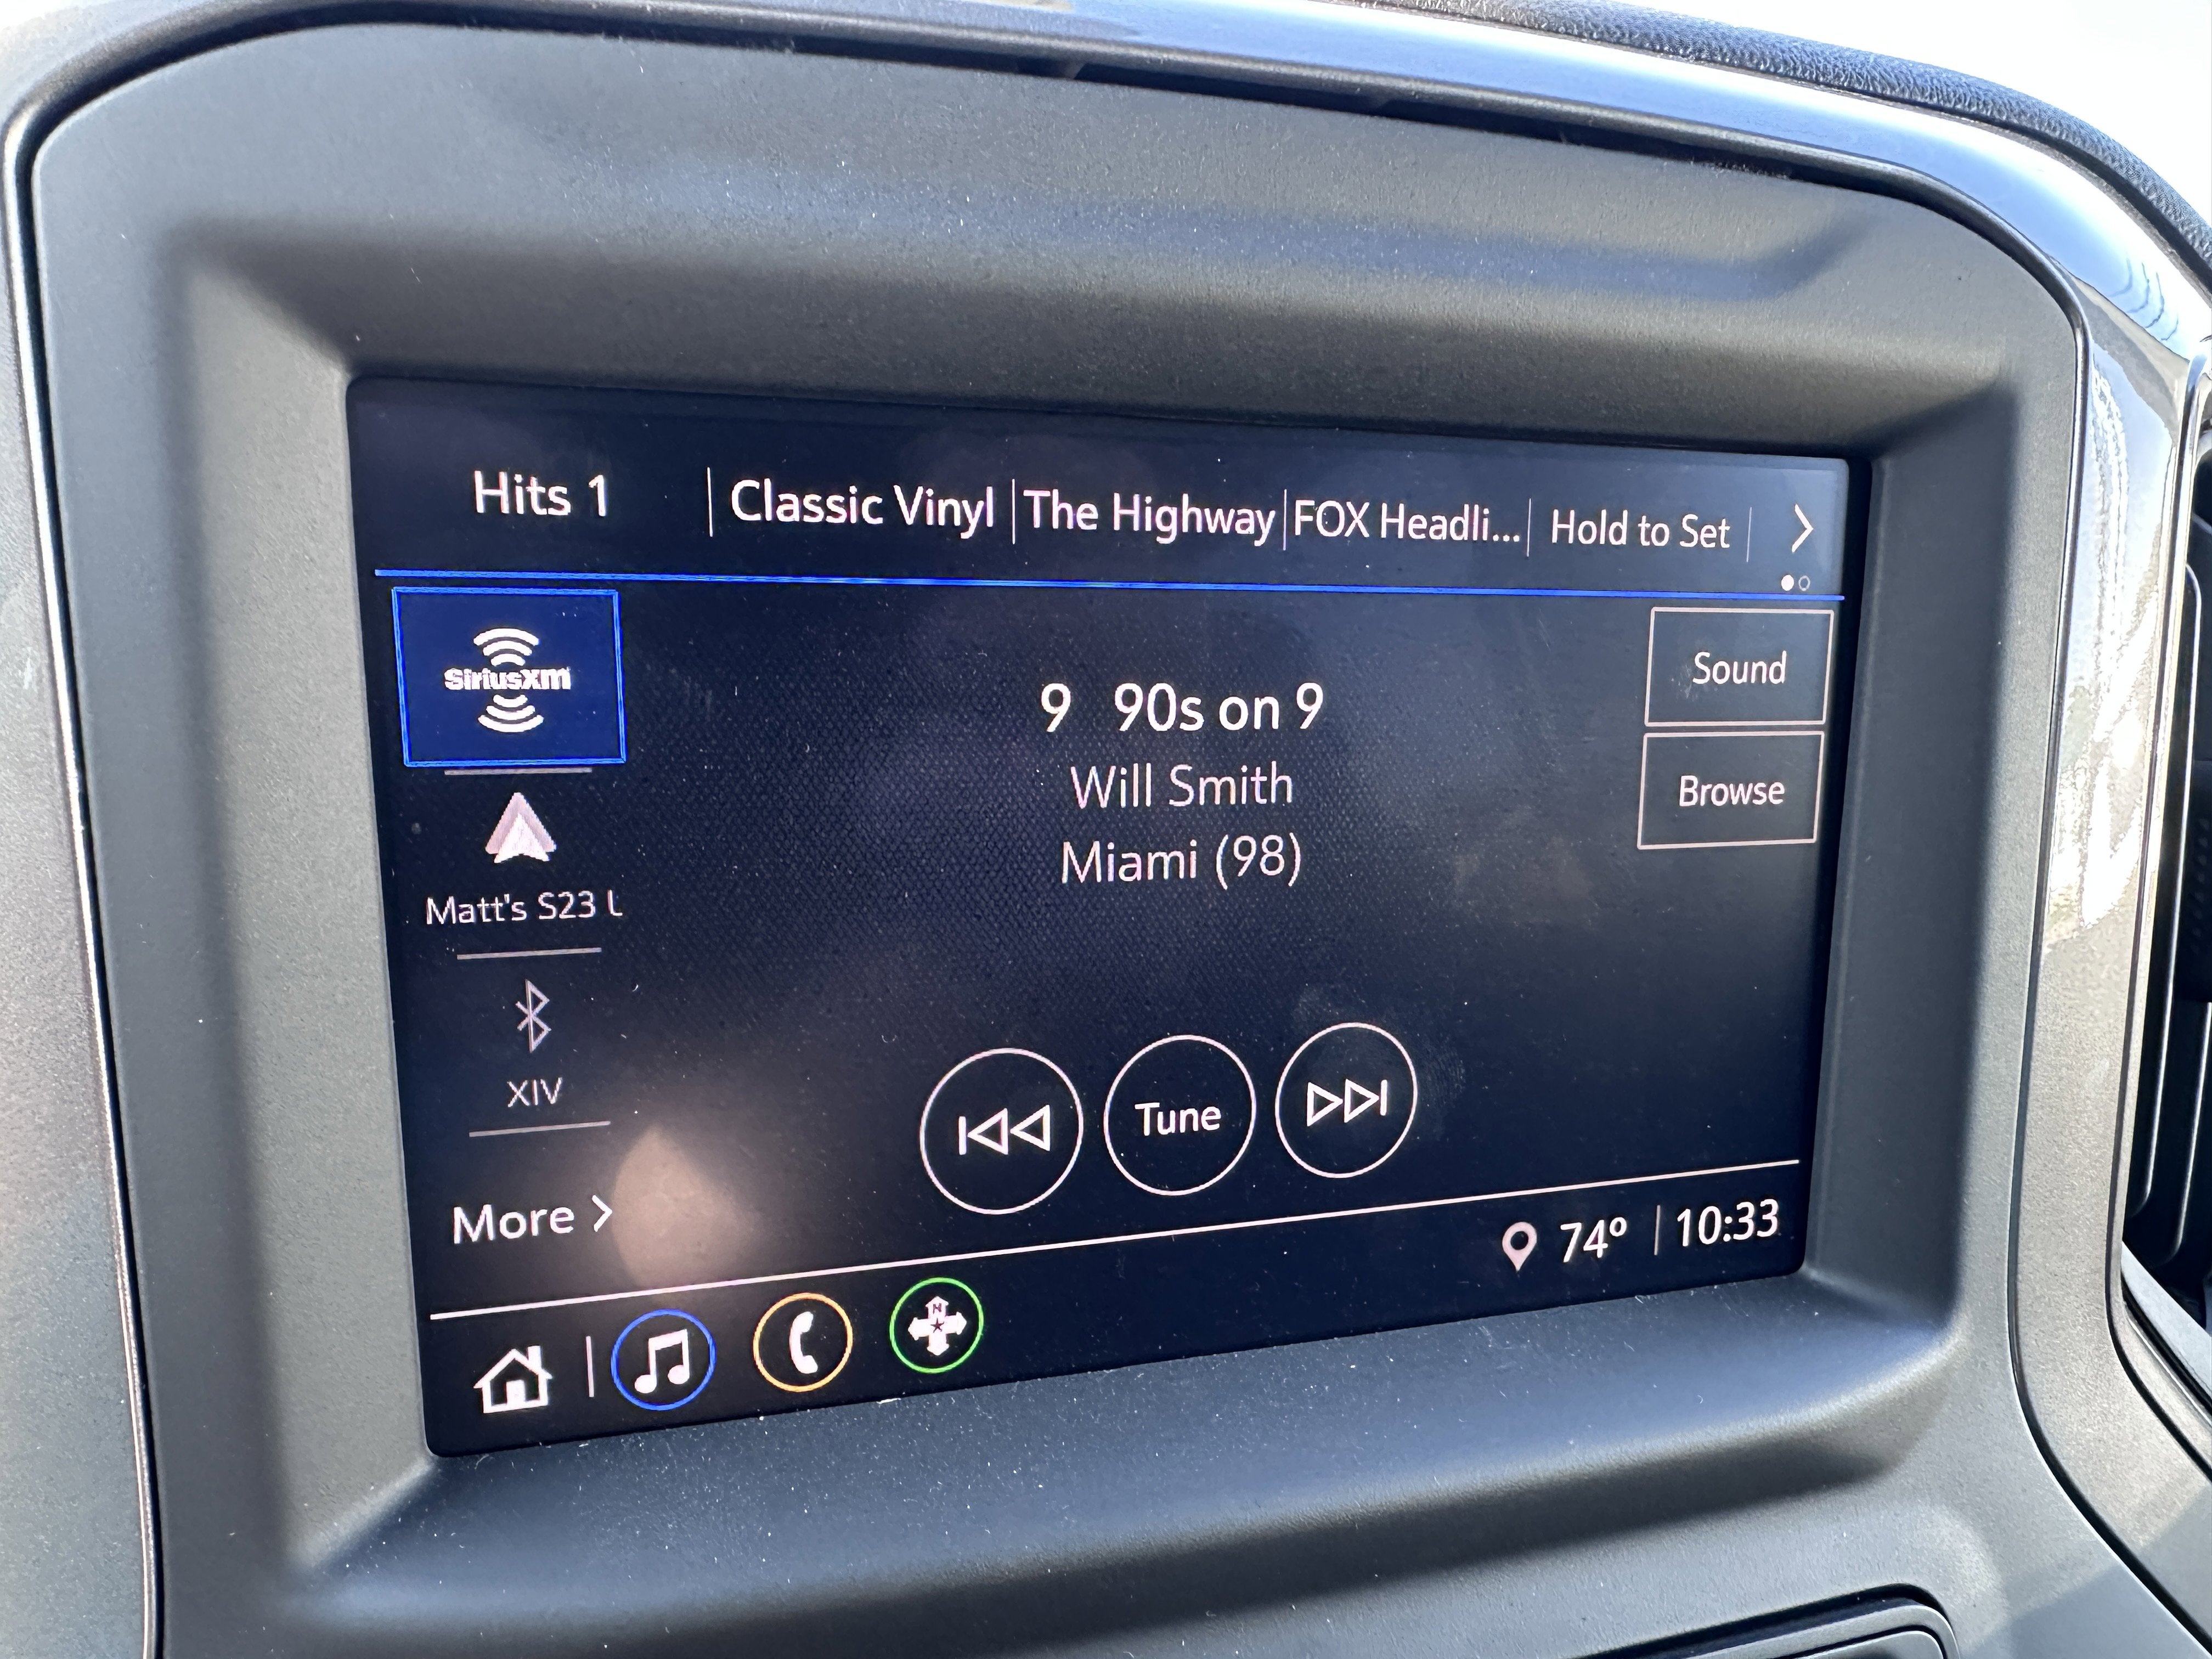 Hits 1 Classic Vinyl The Highway FOX Headli... Hold to Set
SiriusXM
Sound
9 90s on 9
Will Smith
Browse
Miami (98)
Matt's S23 L
XIV
Tune
More
74° 10:33
N